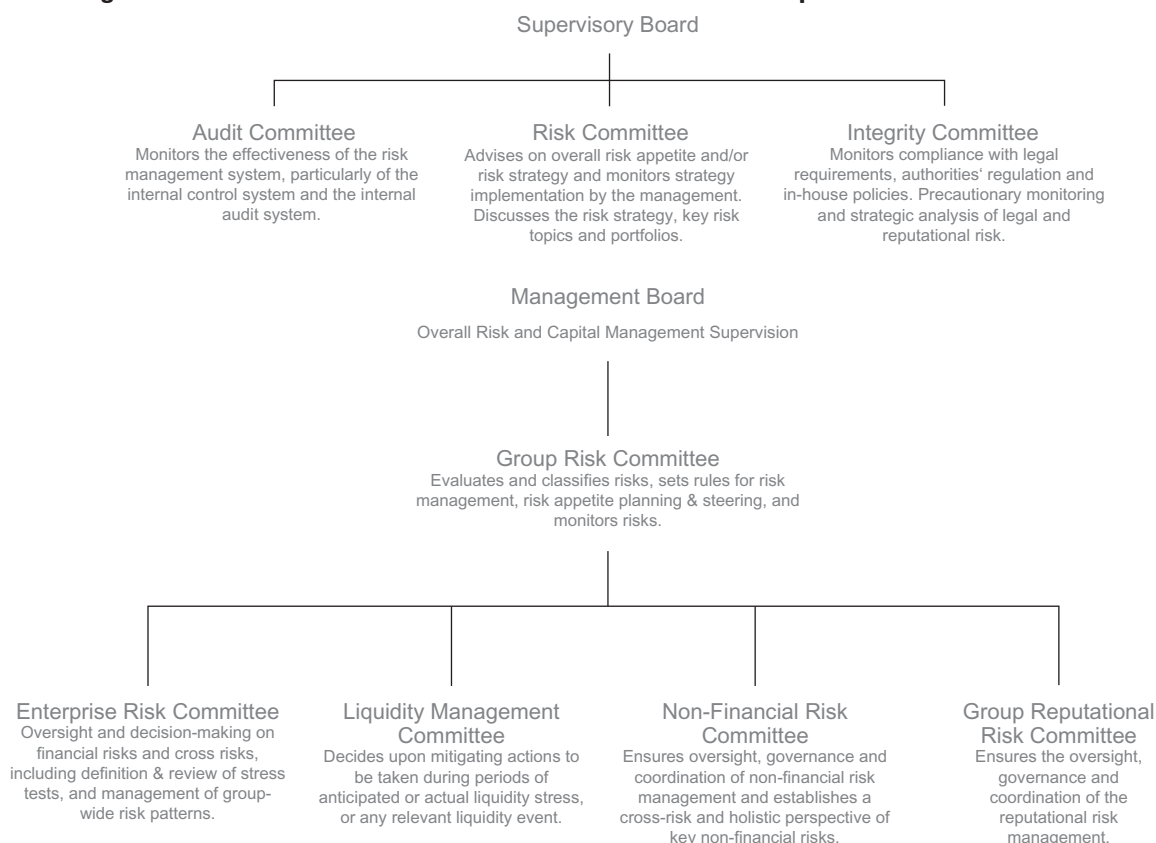 Supervisory Board
Audit Committee
Monitors the effectiveness of the risk
management system, particularly of the
internal control system and the internal
audit system.
Risk Committee
Advises on overall risk appetite and/or
risk strategy and monitors strategy
implementation by the management.
Discusses the risk strategy, key risk
topics and portfolios.
Integrity Committee
Monitors compliance with legal
requirements, authorities‘ regulation and
in-house policies. Precautionary monitoring
and strategic analysis of legal and
reputational risk.
Management Board
Overall Risk and Capital Management Supervision
Group Risk Committee
Evaluates and classifies risks, sets rules for risk
management, risk appetite planning & steering, and
monitors risks.
Enterprise Risk Committee
Oversight and decision-making on
financial risks and cross risks,
including definition & review of stress
tests, and management of group-
wide risk patterns.
Liquidity Management
Committee
Decides upon mitigating actions to
be taken during periods of
anticipated or actual liquidity stress,
or any relevant liquidity event.
Non-Financial Risk
Committee
Ensures oversight, governance and
coordination of non-financial risk
management and establishes a
cross-risk and holistic perspective of
key non-financial risks.
Group Reputational
Risk Committee
Ensures the oversight,
governance and
coordination of the
reputational risk
management.